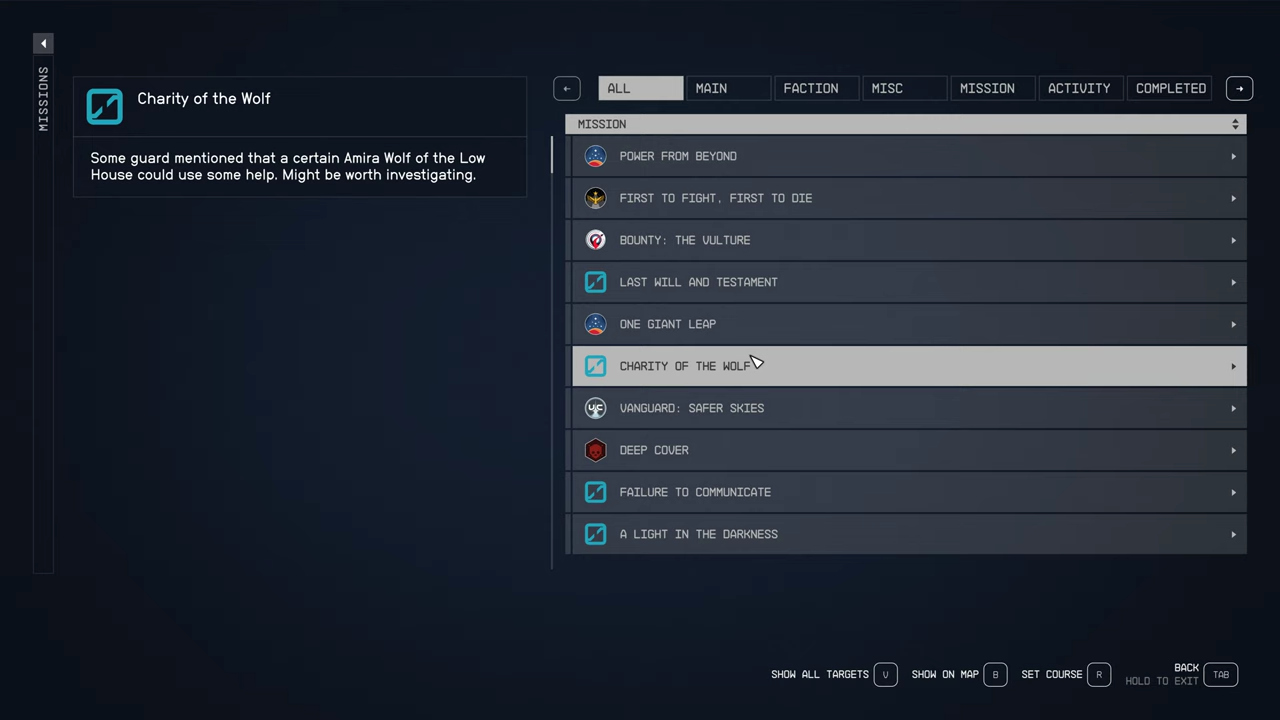 MISSIONS
Charity of the Wolf
Some guard mentioned that a certain Amira Wolf of the Low
House could use some help. Might be worth investigating.
ALL
MAIN
FACTION
MISC
MISSION
ACTIVITY
COMPLETED
MISSION
POWER FROM BEYOND
FIRST TO FIGHT, FIRST TO DIE
BOUNTY: THE VULTURE
LAST WILL AND TESTAMENT
ONE GIANT LEAP
CHARITY OF THE WOLF
UC
VANGUARD: SAFER SKIES
DEEP COVER
FAILURE TO COMMUNICATE
A LIGHT IN THE DARKNESS
SHOW ALL TARGETS V
SHOW ON MAP B
SET COURSE R
BACK
HOLD TO EXIT
TAB